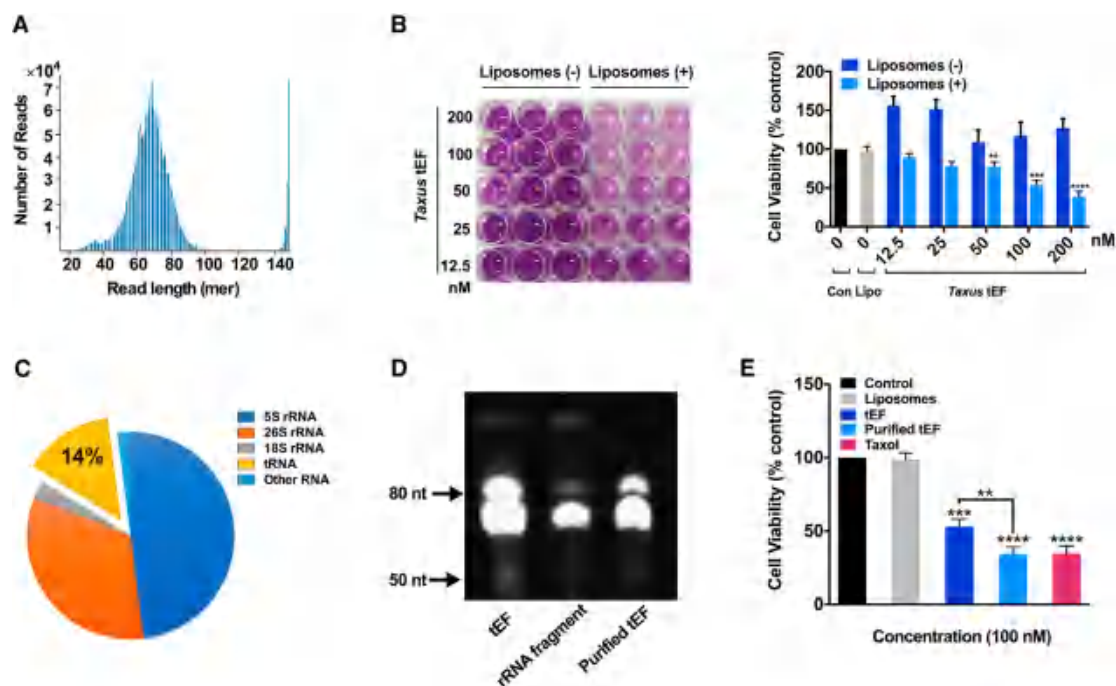 A
×10⁴
7
6
5
4
3
2
1
Number of Reads
20 40 60 80 100 120 140
Read length (mer)
B
Liposomes (-) Liposomes (+)
Taxus tEF
200
100
50
25
12.5
nM
Liposomes (-)
Liposomes (+)
Cell Viability (% control)
200
150
100
50
0
** *** ****
0 0 12.5 25 50 100 200 nM
Con Lipo Taxus tEF
C
14%
5S rRNA
26S rRNA
18S rRNA
tRNA
Other RNA
D
80 nt
50 nt
tEF
rRNA fragment
Purified tEF
E
Cell Viability (% control)
150
100
50
0
Control
Liposomes
tEF
Purified tEF
Taxol
**
*** **** ****
Concentration (100 nM)